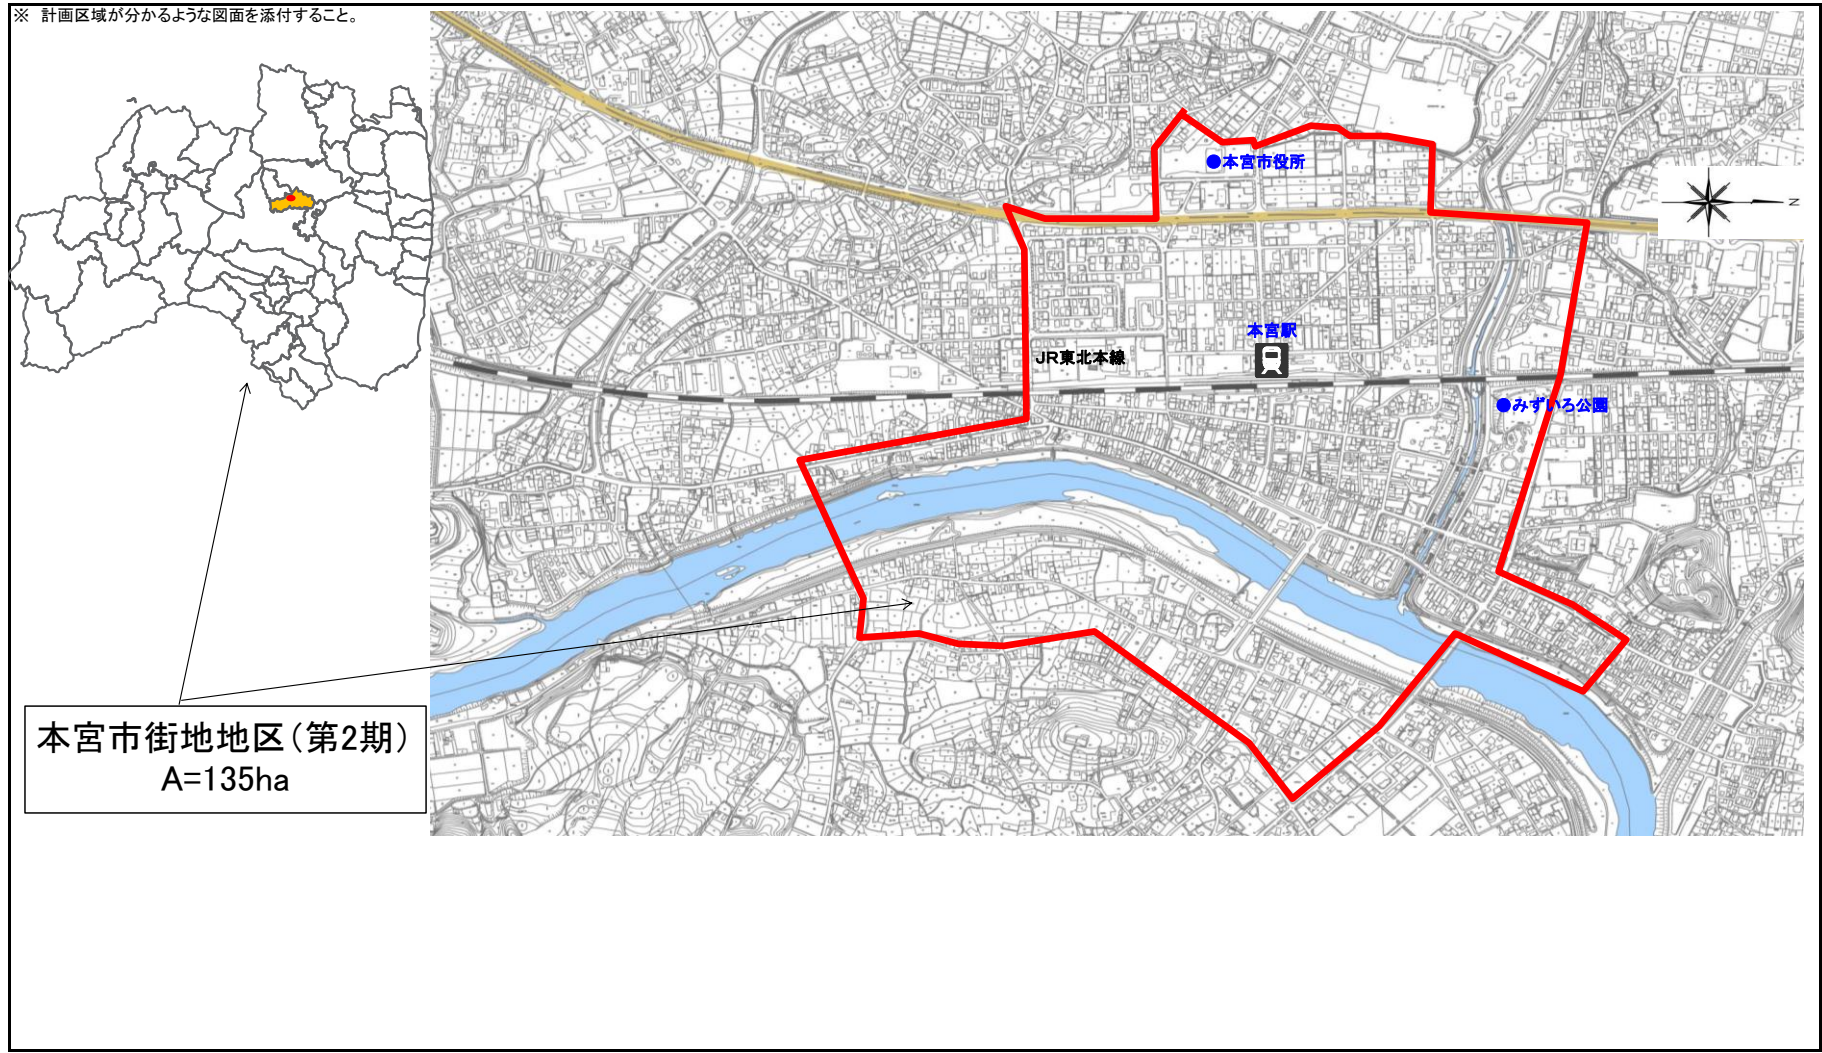 ※ 計画区域が分かるような図面を添付すること。
●本宮市役所
N
本宮駅
JR東北本線
●みずいろ公園
本宮市街地地区（第2期）
A=135ha